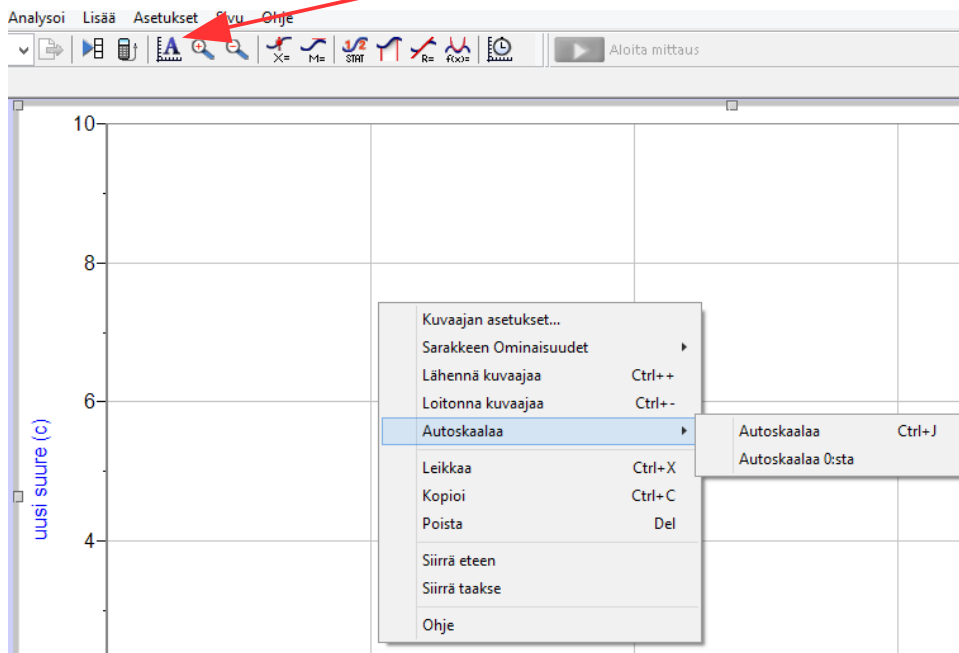 Analysoi Lisää Asetukset Sivu Ohje
X= M= STAT R= f(x)= Aloita mittaus
10
8
6
4
uusi suure (c)
Kuvaajan asetukset...
Sarakkeen Ominaisuudet
Lähennä kuvaajaa Ctrl++
Loitonna kuvaajaa Ctrl+-
Autoskaalaa
Autoskaalaa Ctrl+J
Autoskaalaa 0:sta
Leikkaa Ctrl+X
Kopioi Ctrl+C
Poista Del
Siirrä eteen
Siirrä taakse
Ohje